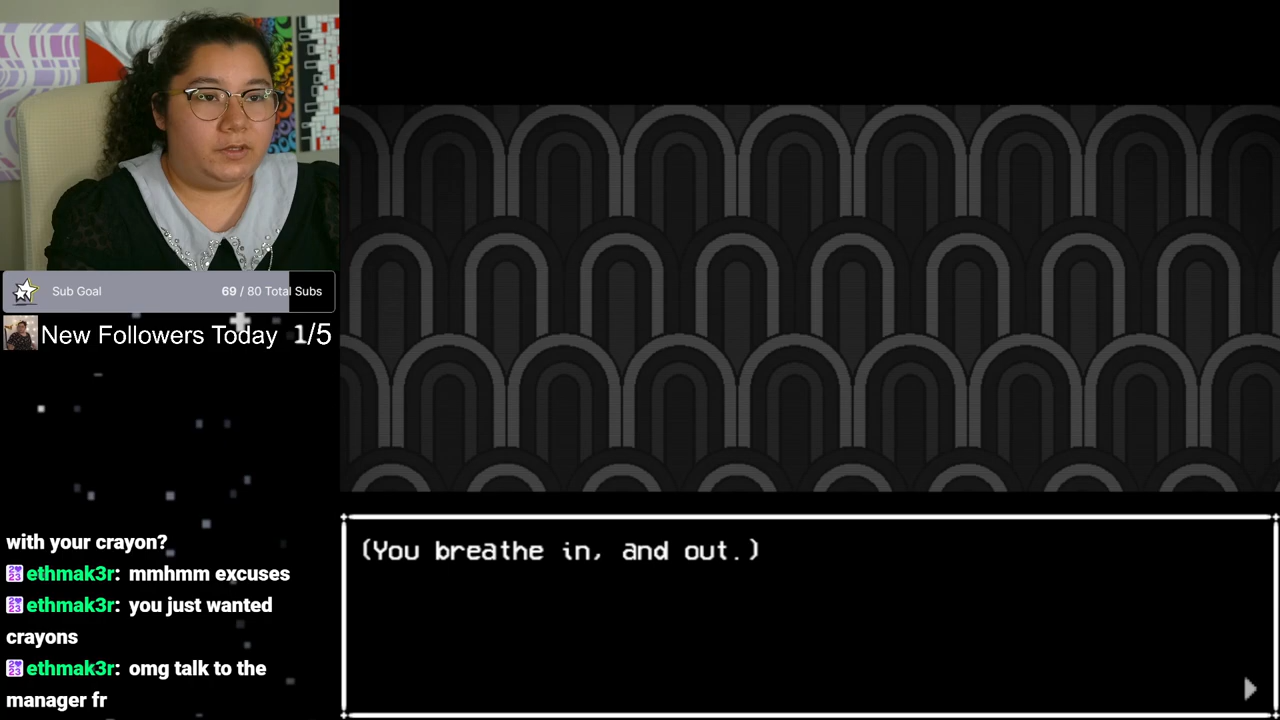 Sub Goal
69 / 80 Total Subs
New Followers Today 1/5
with your crayon?
ethmak3r: mmhmm excuses
ethmak3r: you just wanted
crayons
ethmak3r: omg talk to the
manager fr
(You breathe in, and out.)